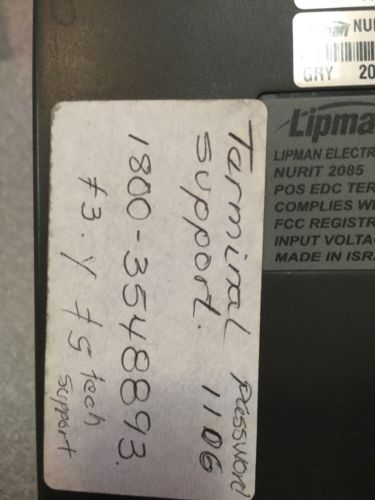 Terminal password
support. 1106
1800-3548893.
#3. Y #5 tech
support
NUR
GRY 20
Lipman
LIPMAN ELECTR
NURIT 2085
POS EDC TER
COMPLIES WI
FCC REGISTR
INPUT VOLTA
MADE IN ISRA